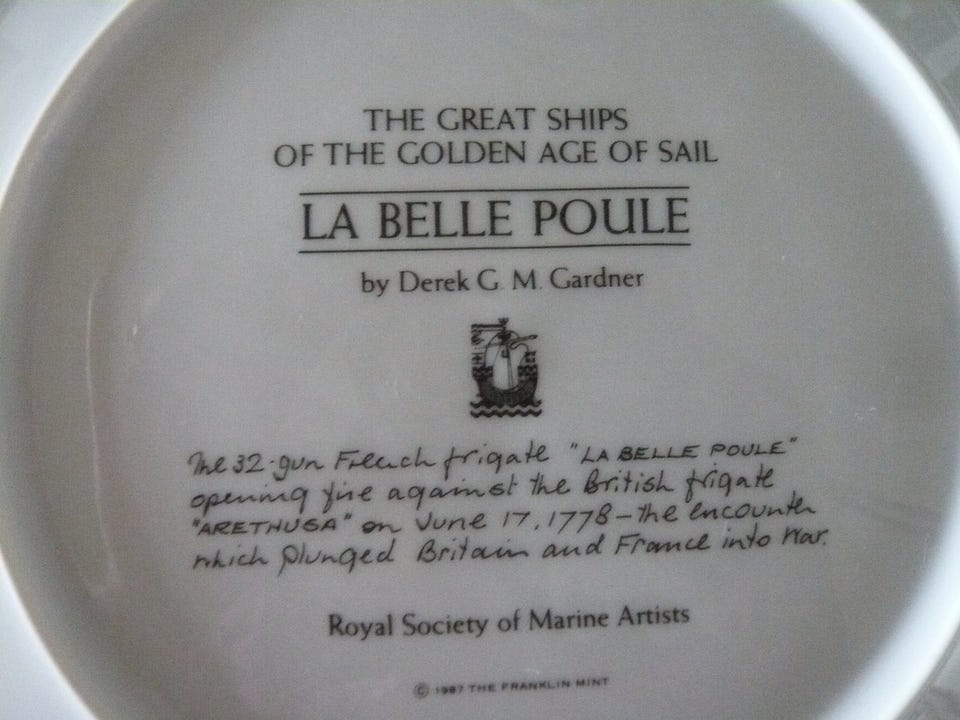 THE GREAT SHIPS
OF THE GOLDEN AGE OF SAIL
LA BELLE POULE
by Derek G. M. Gardner
The 32-gun French frigate "LA BELLE POULE"
opening fire against the British frigate
"ARETHUSA" on June 17, 1778 – the encounter
which plunged Britain and France into War.
Royal Society of Marine Artists
© 1987 THE FRANKLIN MINT